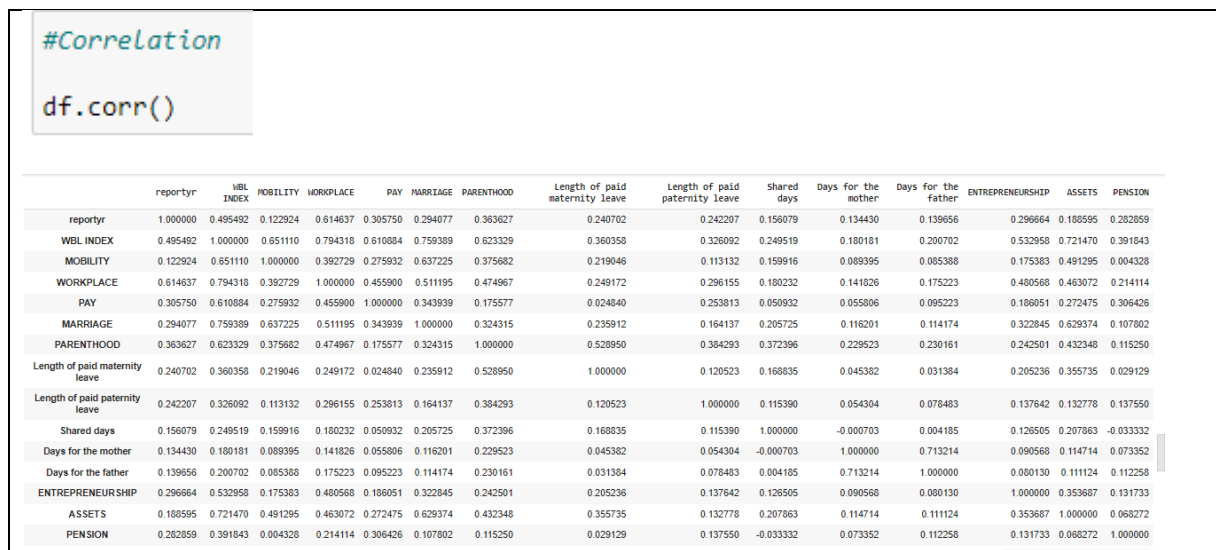 #Correlation
df.corr()
reportyr WBL INDEX MOBILITY WORKPLACE PAY MARRIAGE PARENTHOOD Length of paid maternity leave Length of paid paternity leave Shared days Days for the mother Days for the father ENTREPRENEURSHIP ASSETS PENSION
reportyr 1.000000 0.495492 0.122924 0.614637 0.305750 0.294077 0.363627 0.240702 0.242207 0.156079 0.134430 0.139656 0.296664 0.188595 0.282859
WBL INDEX 0.495492 1.000000 0.651110 0.794318 0.610884 0.759389 0.623329 0.360358 0.326092 0.249519 0.180181 0.200702 0.532958 0.721470 0.391843
MOBILITY 0.122924 0.651110 1.000000 0.392729 0.275932 0.637225 0.375682 0.219046 0.113132 0.159916 0.089395 0.085388 0.175383 0.491295 0.004328
WORKPLACE 0.614637 0.794318 0.392729 1.000000 0.455900 0.511195 0.474967 0.249172 0.296155 0.180232 0.141826 0.175223 0.480568 0.463072 0.214114
PAY 0.305750 0.610884 0.275932 0.455900 1.000000 0.343939 0.175577 0.024840 0.253813 0.050932 0.055806 0.095223 0.186051 0.272475 0.306426
MARRIAGE 0.294077 0.759389 0.637225 0.511195 0.343939 1.000000 0.324315 0.235912 0.164137 0.205725 0.116201 0.114174 0.322845 0.629374 0.107802
PARENTHOOD 0.363627 0.623329 0.375682 0.474967 0.175577 0.324315 1.000000 0.528950 0.384293 0.372396 0.229523 0.230161 0.242501 0.432348 0.115250
Length of paid maternity leave 0.240702 0.360358 0.219046 0.249172 0.024840 0.235912 0.528950 1.000000 0.120523 0.168835 0.045382 0.031384 0.205236 0.355735 0.029129
Length of paid paternity leave 0.242207 0.326092 0.113132 0.296155 0.253813 0.164137 0.384293 0.120523 1.000000 0.115390 0.054304 0.078483 0.137642 0.132778 0.137550
Shared days 0.156079 0.249519 0.159916 0.180232 0.050932 0.205725 0.372396 0.168835 0.115390 1.000000 -0.000703 0.004185 0.126505 0.207863 -0.033332
Days for the mother 0.134430 0.180181 0.089395 0.141826 0.055806 0.116201 0.229523 0.045382 0.054304 -0.000703 1.000000 0.713214 0.090568 0.114714 0.073352
Days for the father 0.139656 0.200702 0.085388 0.175223 0.095223 0.114174 0.230161 0.031384 0.078483 0.004185 0.713214 1.000000 0.080130 0.111124 0.112258
ENTREPRENEURSHIP 0.296664 0.532958 0.175383 0.480568 0.186051 0.322845 0.242501 0.205236 0.137642 0.126505 0.090568 0.080130 1.000000 0.353687 0.131733
ASSETS 0.188595 0.721470 0.491295 0.463072 0.272475 0.629374 0.432348 0.355735 0.132778 0.207863 0.114714 0.111124 0.353687 1.000000 0.068272
PENSION 0.282859 0.391843 0.004328 0.214114 0.306426 0.107802 0.115250 0.029129 0.137550 -0.033332 0.073352 0.112258 0.131733 0.068272 1.000000